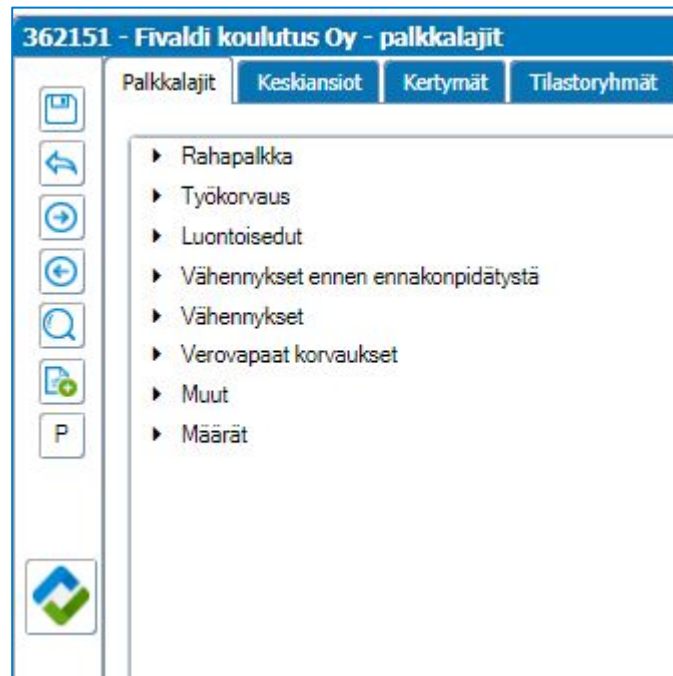 362151 - Fivaldi koulutus Oy - palkkalajit
Palkkalajit Keskiansiot Kertymät Tilastoryhmät
Rahapalkka
Työkorvaus
Luontoisedut
Vähennykset ennen ennakonpidätystä
Vähennykset
Verovapaat korvaukset
Muut
Määrät
P